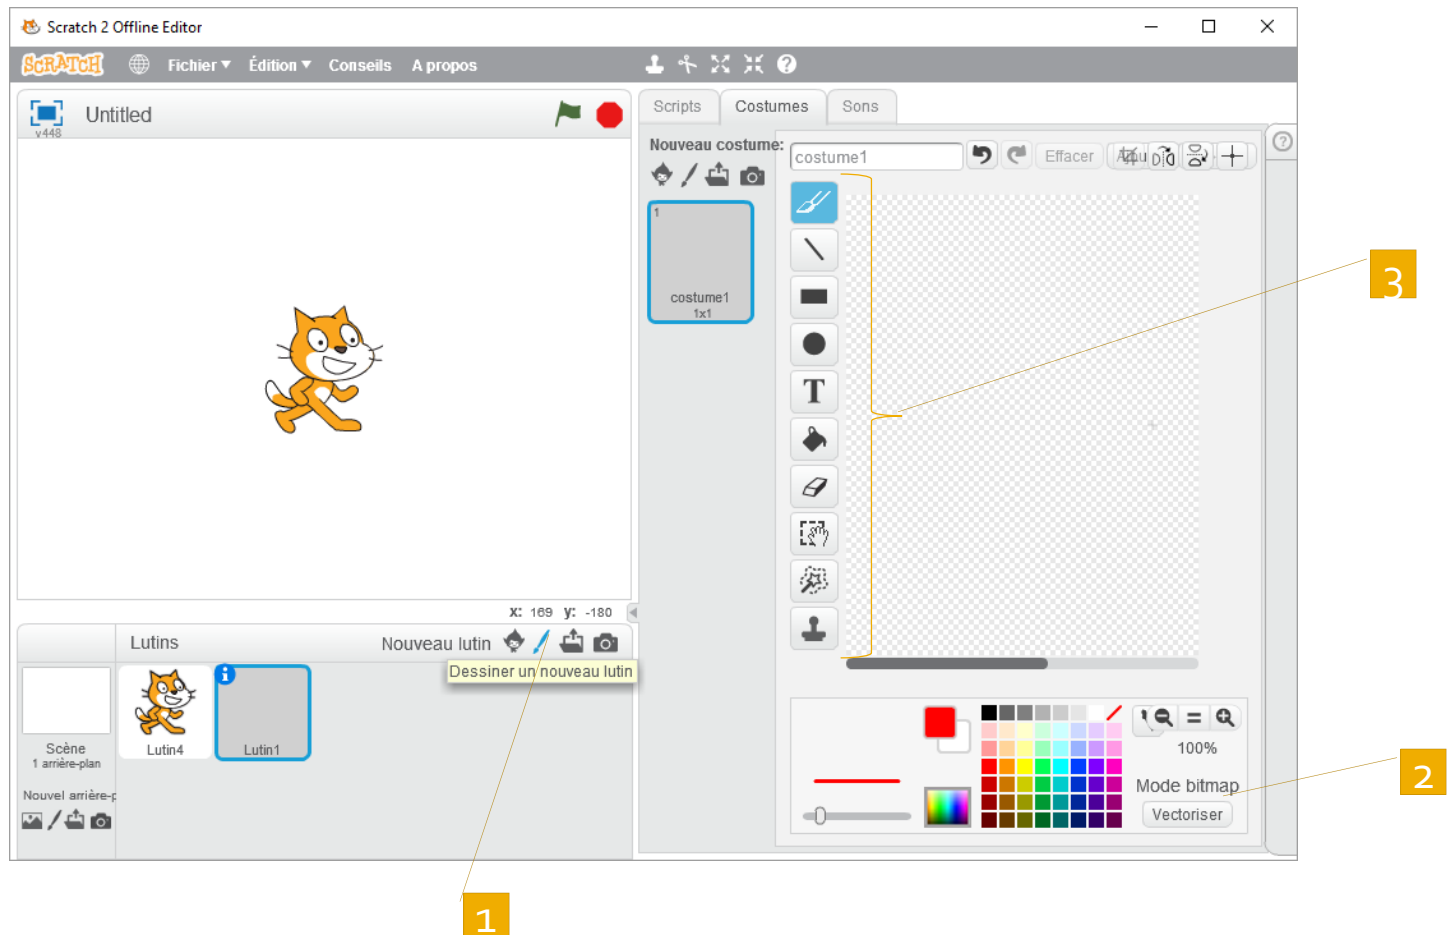 Scratch 2 Offline Editor
SCRATCH Fichier Édition Conseils A propos
v448
Untitled
Scripts Costumes Sons
Nouveau costume:
costume1
Effacer
1
costume1
1x1
3
x: 169 y: -180
Lutins Nouveau lutin
Dessiner un nouveau lutin
Lutin4 Lutin1
Scène
1 arrière-plan
Nouvel arrière-p
T
100%
Mode bitmap
Vectoriser
2
1